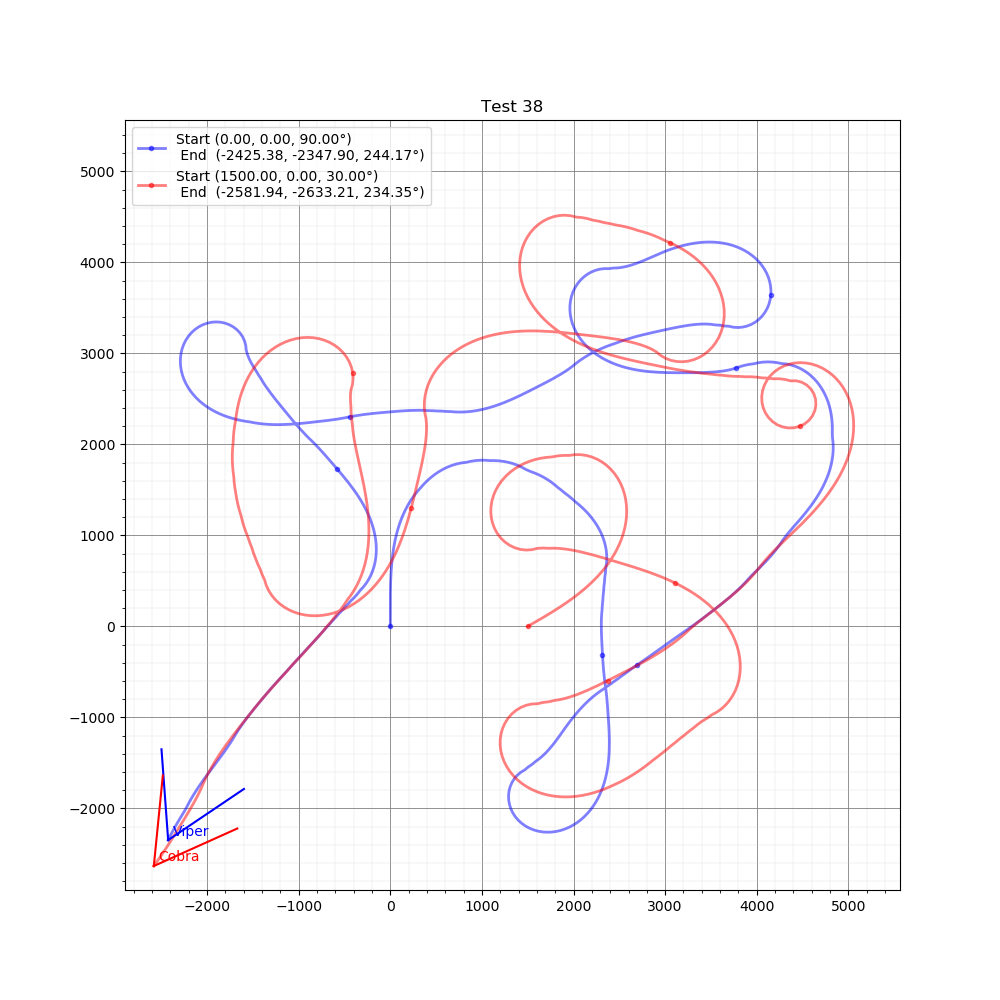 Test 38
Start (0.00, 0.00, 90.00°)
End (-2425.38, -2347.90, 244.17°)
Start (1500.00, 0.00, 30.00°)
End (-2581.94, -2633.21, 234.35°)
5000
4000
3000
2000
1000
0
−1000
−2000
Viper
Cobra
−2000 −1000 0 1000 2000 3000 4000 5000